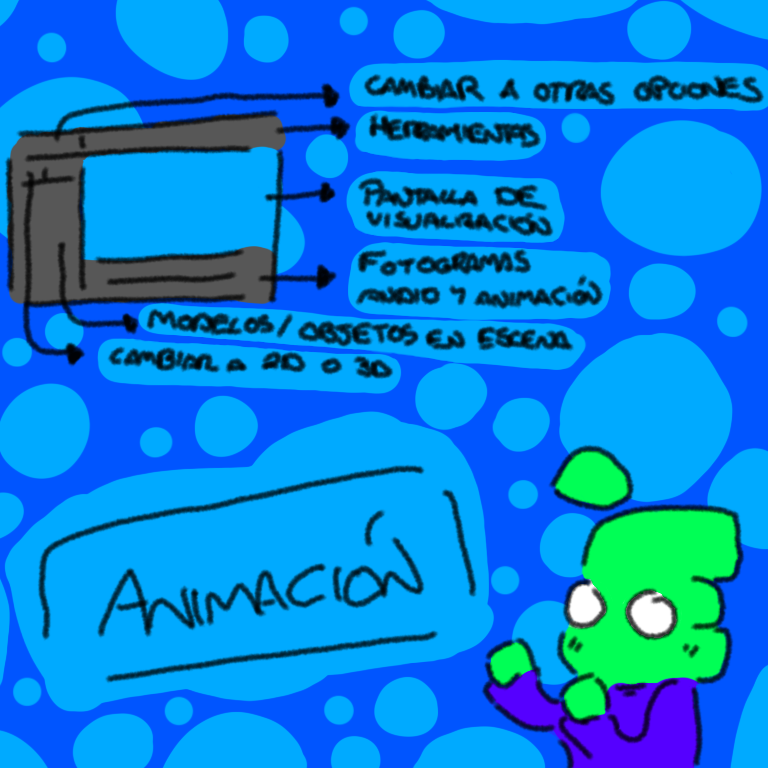 CAMBIAR A OTRAS OPCIONES
HERRAMIENTAS
PANTALLA DE
VISUALIZACIÓN
FOTOGRAMAS
AUDIO Y ANIMACIÓN
MODELOS/OBJETOS EN ESCENA
CAMBIAR A 2D O 3D
ANIMACIÓN